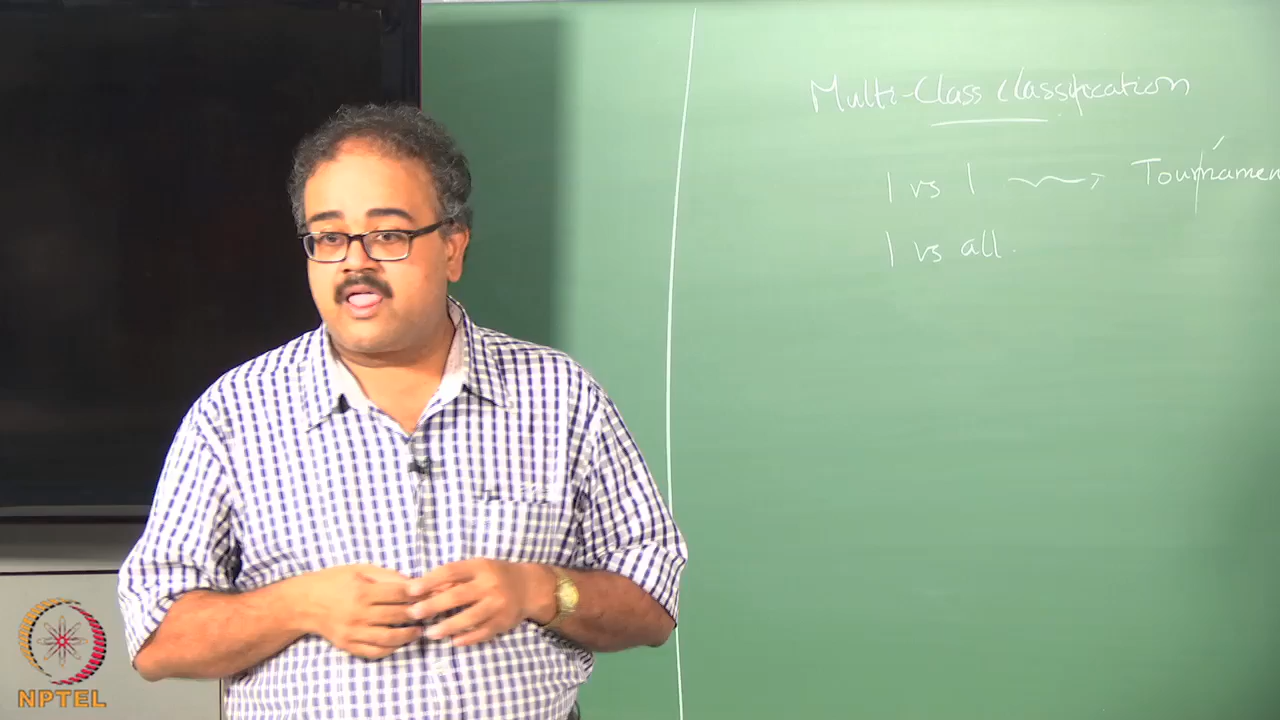 Multi-Class classification
1 vs 1 → Tournamen
1 vs all.
NPTEL